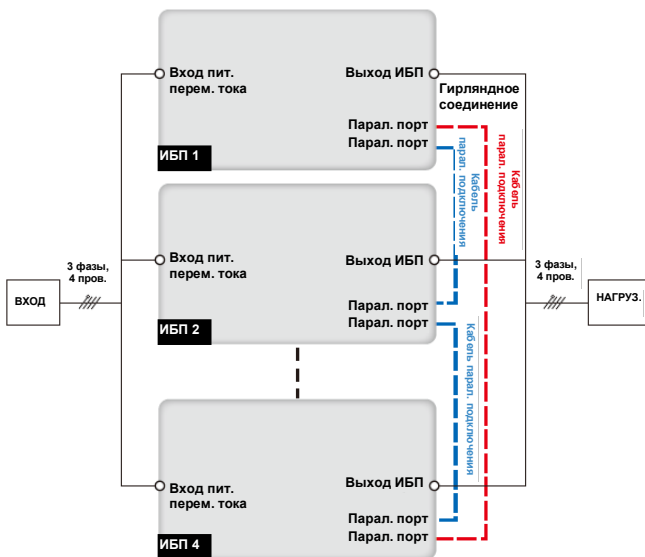 Вход пит.
перем. тока
Выход ИБП
Гирляндное
соединение
Парал. порт
Парал. порт
ИБП 1
Кабель
парал. подключения
Кабель
парал. подключения
Вход пит.
перем. тока
Выход ИБП
3 фазы,
4 пров.
ВХОД
3 фазы,
4 пров.
НАГРУЗ.
Парал. порт
Парал. порт
ИБП 2
Кабель парал. подключения
Вход пит.
перем. тока
Выход ИБП
Парал. порт
Парал. порт
ИБП 4